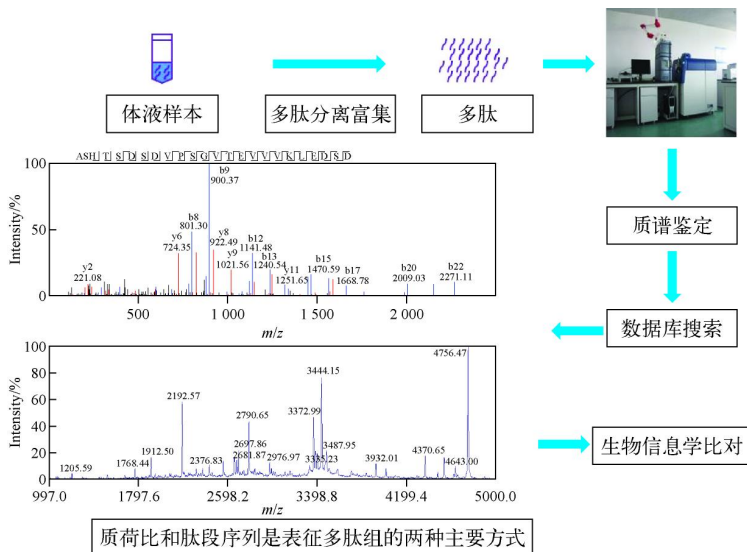 体液样本
多肽分离富集
多肽
ASH T S D S D V P S G V T E V V V K L F D S D
b9
900.37
b8
801.30
y8
922.49
y6
724.35
b12
1141.48
y9
1021.56
b13
1240.54
y2
221.08
y11
1251.65
b15
1470.59
b17
1668.78
b20
2009.03
b22
2271.11
Intensity/%
100
50
0
500
1 000
1 500
2 000
m/z
质谱鉴定
数据库搜索
生物信息学比对
Intensity/%
100
80
60
40
20
0
4756.47
3444.15
2192.57
3372.99
2790.65
2697.86
3487.95
1912.50
2681.87
3335.23
4370.65
1768.44
2376.83
2976.97
3932.01
4643.00
1205.59
997.0
1797.6
2598.2
3398.8
4199.4
5000.0
m/z
质荷比和肽段序列是表征多肽组的两种主要方式